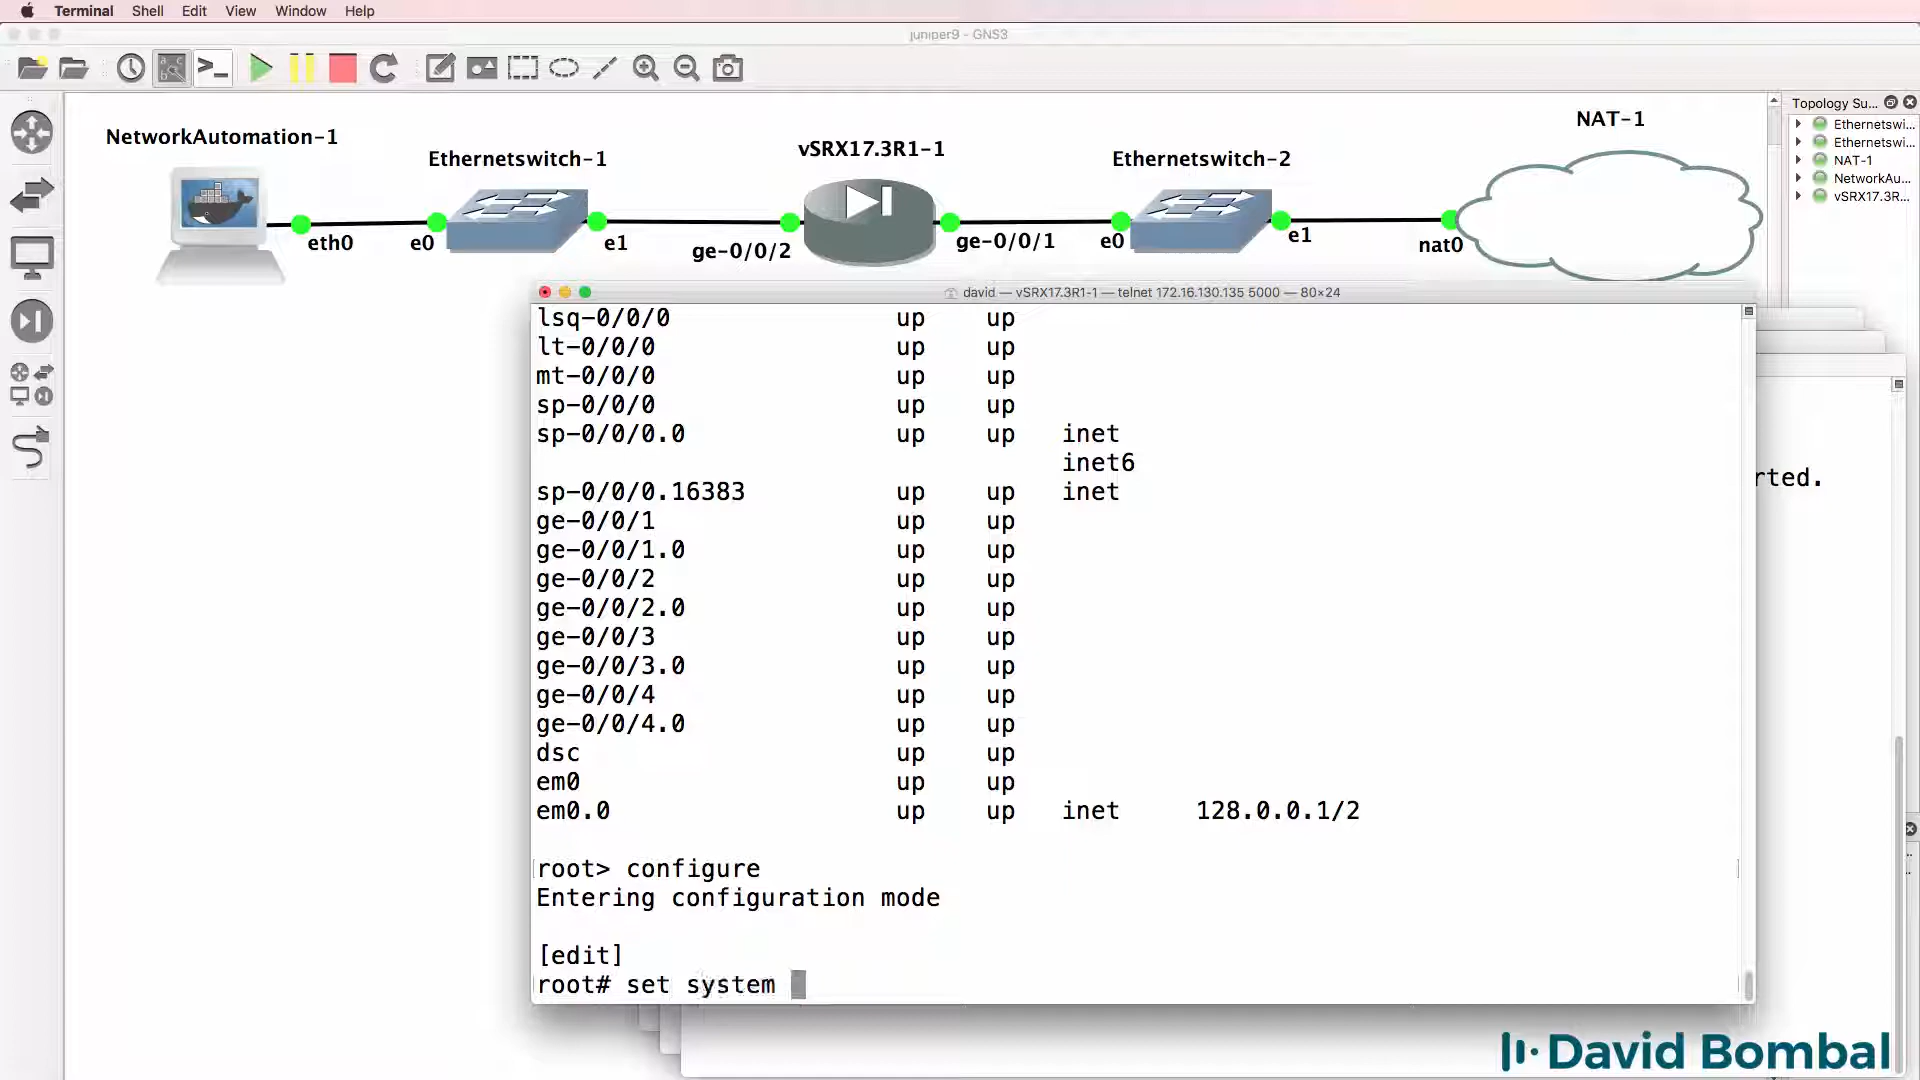 Terminal Shell Edit View Window Help
juniper9 - GNS3
NetworkAutomation-1
Ethernetswitch-1
vSRX17.3R1-1
Ethernetswitch-2
NAT-1
eth0
e0
e1
ge-0/0/2
ge-0/0/1
e0
e1
nat0
Topology Su...
Ethernetswi...
Ethernetswi...
NAT-1
NetworkAu...
vSRX17.3R...
david — vSRX17.3R1-1 — telnet 172.16.130.135 5000 — 80×24
lsq-0/0/0 up up
lt-0/0/0 up up
mt-0/0/0 up up
sp-0/0/0 up up
sp-0/0/0.0 up up inet
inet6
sp-0/0/0.16383 up up inet
ge-0/0/1 up up
ge-0/0/1.0 up up
ge-0/0/2 up up
ge-0/0/2.0 up up
ge-0/0/3 up up
ge-0/0/3.0 up up
ge-0/0/4 up up
ge-0/0/4.0 up up
dsc up up
em0 up up
em0.0 up up inet 128.0.0.1/2
root> configure
Entering configuration mode
[edit]
root# set system
rted.
David Bombal